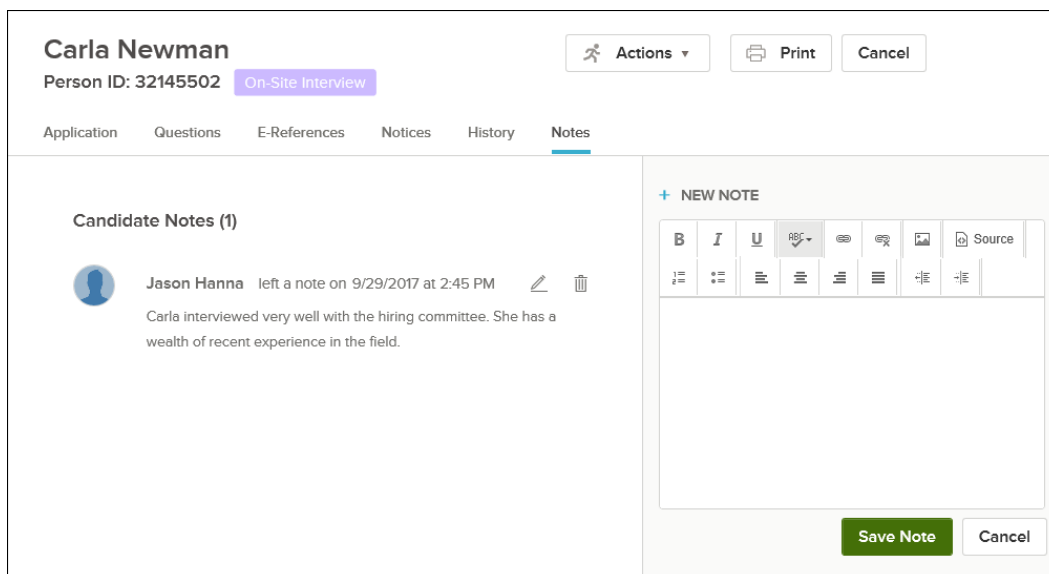 Carla Newman
Actions
Print
Cancel
Person ID: 32145502 On-Site Interview
Application Questions E-References Notices History Notes
+ NEW NOTE
Candidate Notes (1)
B I U ABC Source
Jason Hanna left a note on 9/29/2017 at 2:45 PM
Carla interviewed very well with the hiring committee. She has a
wealth of recent experience in the field.
Save Note Cancel